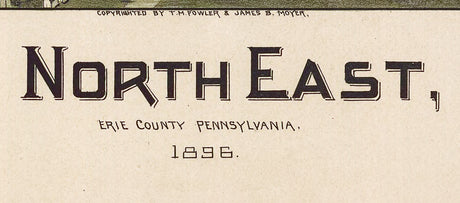 COPYRIGHTED BY T.M. FOWLER & JAMES B. MOYER.
NORTH EAST,
ERIE COUNTY PENNSYLVANIA.
1896.